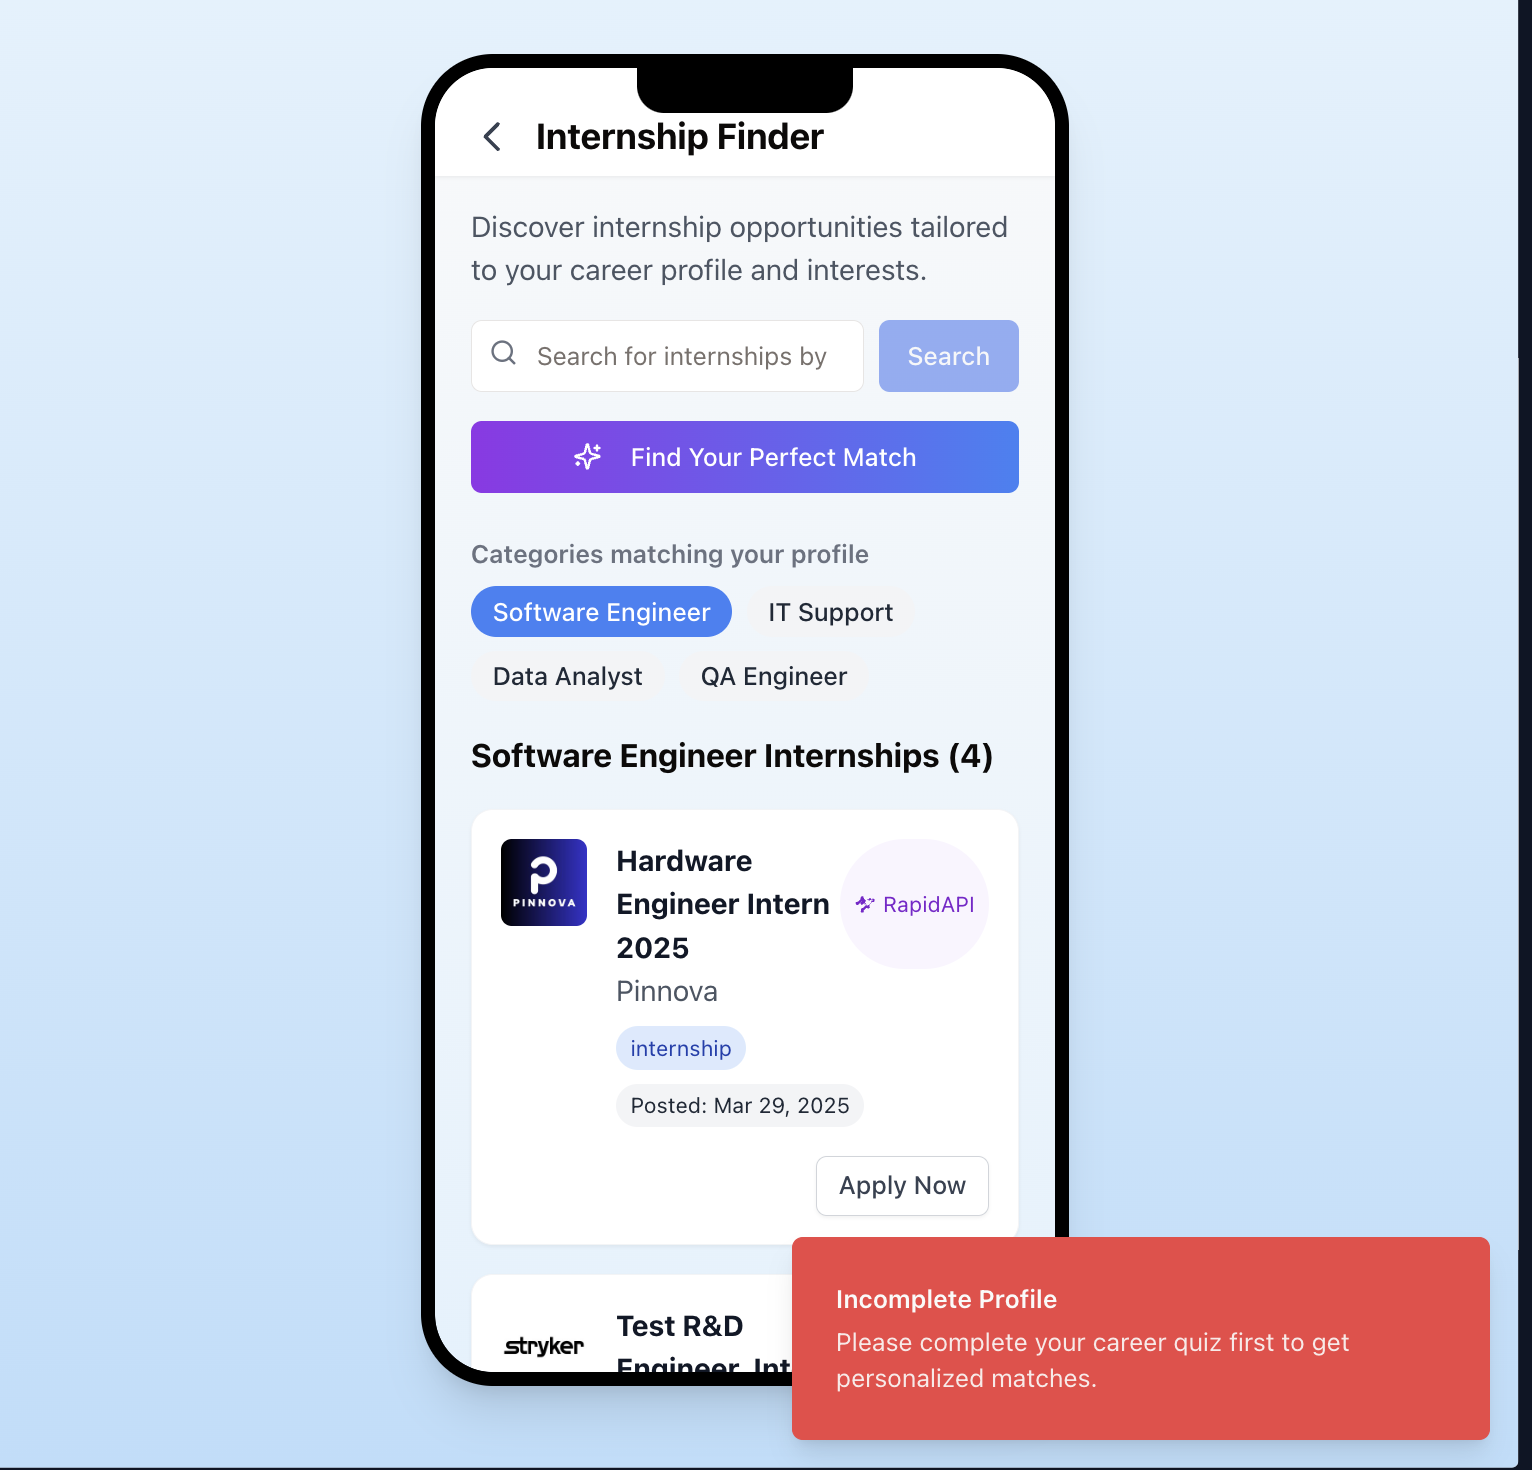 Internship Finder
Discover internship opportunities tailored
to your career profile and interests.
Search for internships by
Search
Find Your Perfect Match
Categories matching your profile
Software Engineer
IT Support
Data Analyst
QA Engineer
Software Engineer Internships (4)
PINNOVA
Hardware
Engineer Intern
2025
RapidAPI
Pinnova
internship
Posted: Mar 29, 2025
Apply Now
stryker
Test R&D
Engineer, Int
Incomplete Profile
Please complete your career quiz first to get
personalized matches.